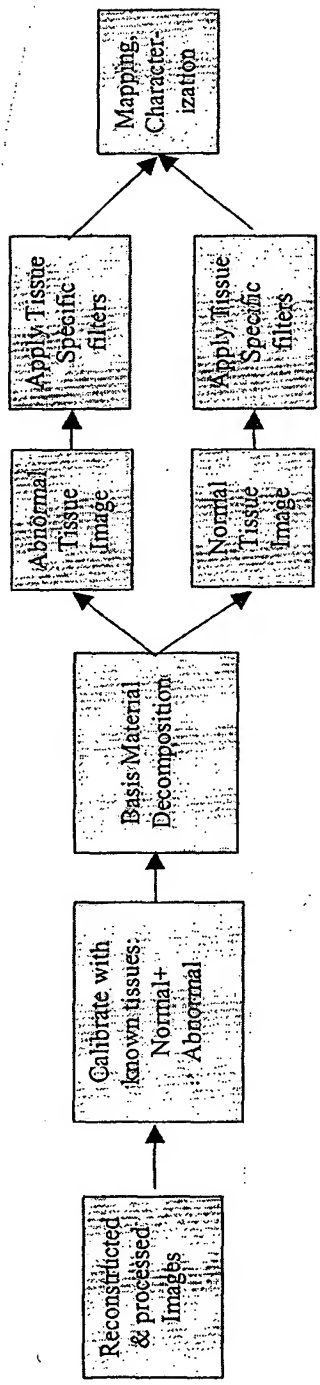 Reconstructed
& processed
Images
Calibrate with
known tissues:
Normal+
Abnormal
Basis Material
Decomposition
Abnormal
Tissue
Image
Apply Tissue
Specific
filters
Normal
Tissue
Image
Apply Tissue
Specific
filters
Mapping,
Character-
ization